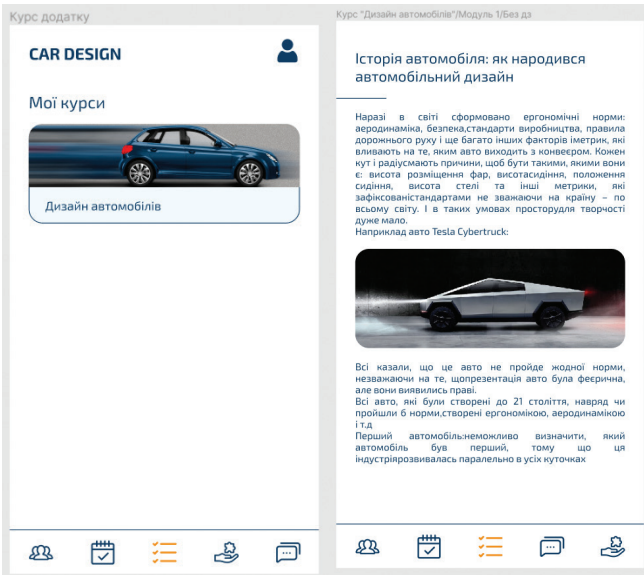 Курс додатку
CAR DESIGN
Мої курси
Дизайн автомобілів
Курс "Дизайн автомобілів"/Модуль 1/Без дз
Історія автомобіля: як народився
автомобільний дизайн
Наразі в світі сформовано ергономічні норми:
аеродинаміка, безпека,стандарти виробництва, правила
дорожнього руху і ще багато інших факторів іметрик, які
вливають на те, яким авто виходить з конвеєром. Кожен
кут і радіусмають причини, щоб бути такими, якими вони
є: висота розміщення фар, висотасидіння, положення
сидіння, висота стелі та інші метрики, які
зафіксованістандартами не зважаючи на країну – по
всьому світу. І в таких умовах просторудля творчості
дуже мало.
Наприклад авто Tesla Cybertruck:
Всі казали, що це авто не пройде жодної норми,
незважаючи на те, щопрезентація авто була феєрична,
але вони виявились праві.
Всі авто, які були створені до 21 століття, навряд чи
пройшли б норми,створені ергономікою, аеродинамікою
і т.д
Перший автомобіль:неможливо визначити, який
автомобіль був перший, тому що ця
індустріярозвивалась паралельно в усіх куточках